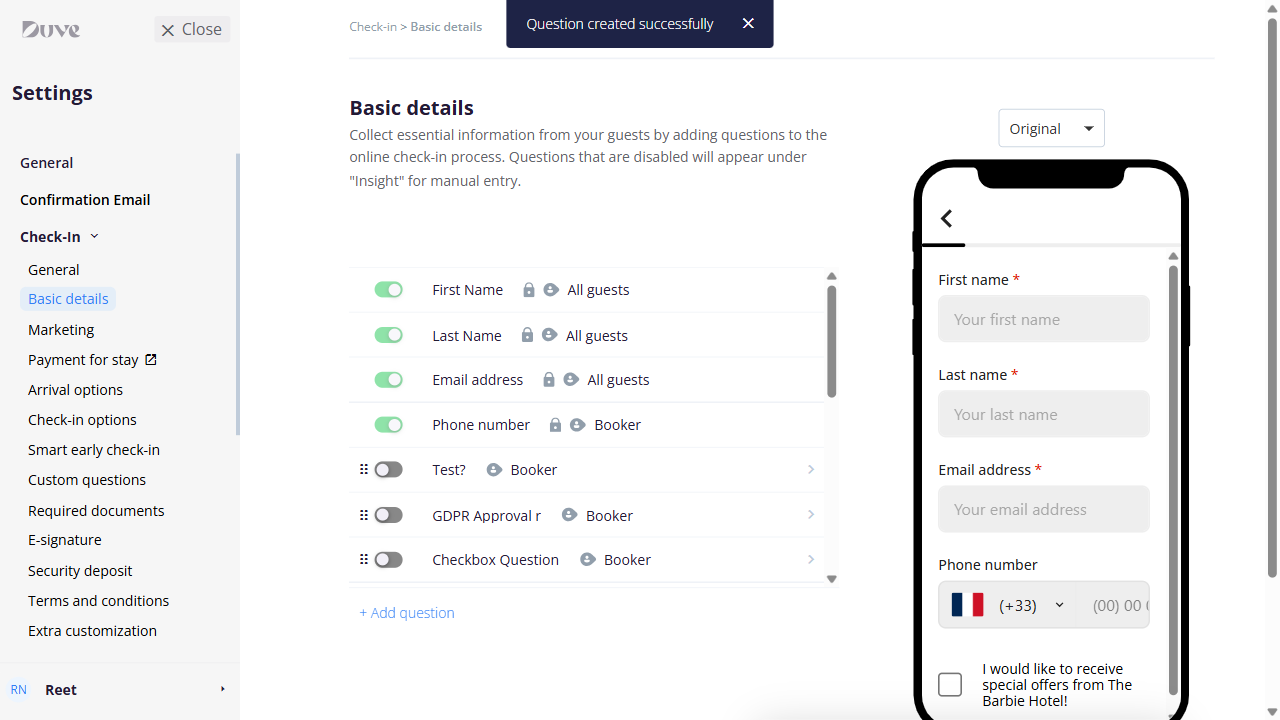 Duve
Close
Settings
General
Confirmation Email
Check-In
General
Basic details
Marketing
Payment for stay
Arrival options
Check-in options
Smart early check-in
Custom questions
Required documents
E-signature
Security deposit
Terms and conditions
Extra customization
RN Reet
Check-in > Basic details
Question created successfully
Basic details
Collect essential information from your guests by adding questions to the
online check-in process. Questions that are disabled will appear under
"Insight" for manual entry.
First Name All guests
Last Name All guests
Email address All guests
Phone number Booker
Test? Booker
GDPR Approval r Booker
Checkbox Question Booker
+ Add question
Original
First name *
Your first name
Last name *
Your last name
Email address *
Your email address
Phone number
(+33) (00) 00 0
I would like to receive
special offers from The
Barbie Hotel!